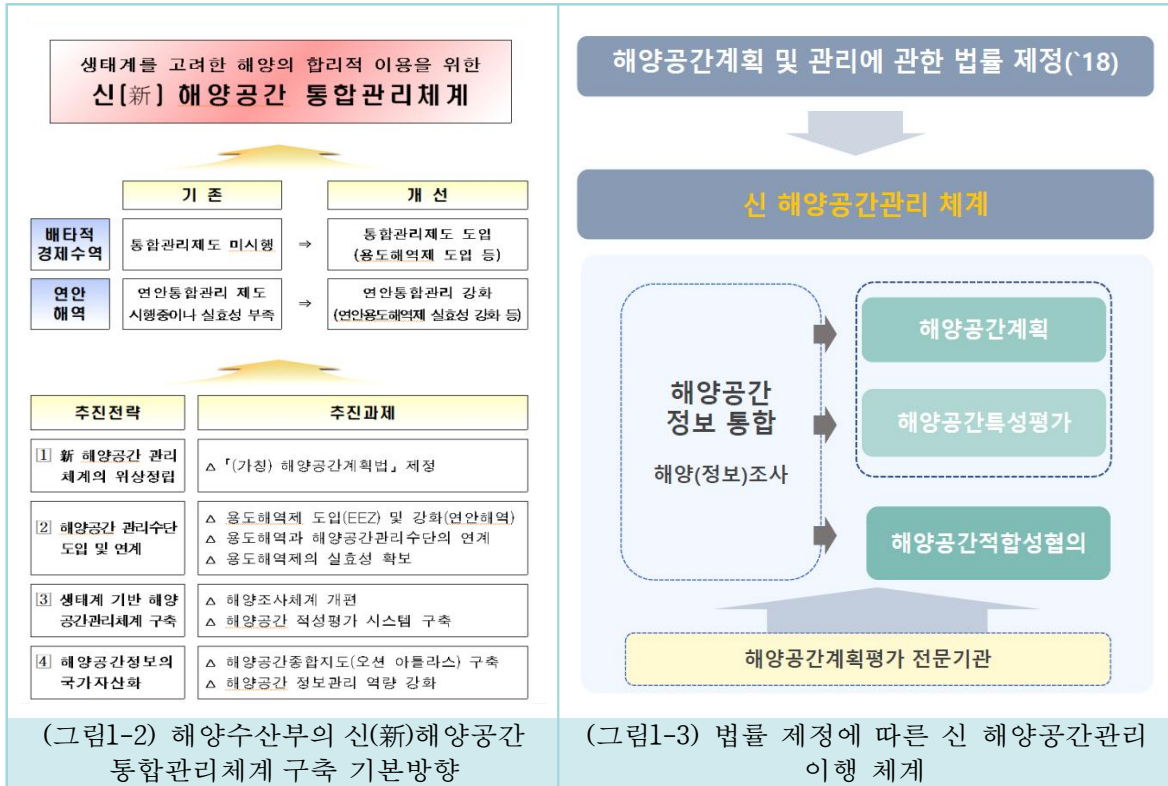 생태계를 고려한 해양의 합리적 이용을 위한
신[新] 해양공간 통합관리체계
기 존
개 선
배타적
경제수역
통합관리제도 미시행
⇒
통합관리제도 도입
(용도해역제 도입 등)
연안
해역
연안통합관리 제도
시행중이나 실효성 부족
⇒
연안통합관리 강화
(연안용도해역제 실효성 강화 등)
추진전략
추진과제
1 新 해양공간 관리
체계의 위상정립
△ 「(가칭) 해양공간계획법」 제정
2 해양공간 관리수단
도입 및 연계
△ 용도해역제 도입(EEZ) 및 강화(연안해역)
△ 용도해역과 해양공간관리수단의 연계
△ 용도해역제의 실효성 확보
3 생태계 기반 해양
공간관리체계 구축
△ 해양조사체계 개편
△ 해양공간 적성평가 시스템 구축
4 해양공간정보의
국가자산화
△ 해양공간종합지도(오션 아틀라스) 구축
△ 해양공간 정보관리 역량 강화
(그림1-2) 해양수산부의 신(新)해양공간
통합관리체계 구축 기본방향
해양공간계획 및 관리에 관한 법률 제정(`18)
신 해양공간관리 체계
해양공간
정보 통합
해양(정보)조사
해양공간계획
해양공간특성평가
해양공간적합성협의
해양공간계획평가 전문기관
(그림1-3) 법률 제정에 따른 신 해양공간관리
이행 체계